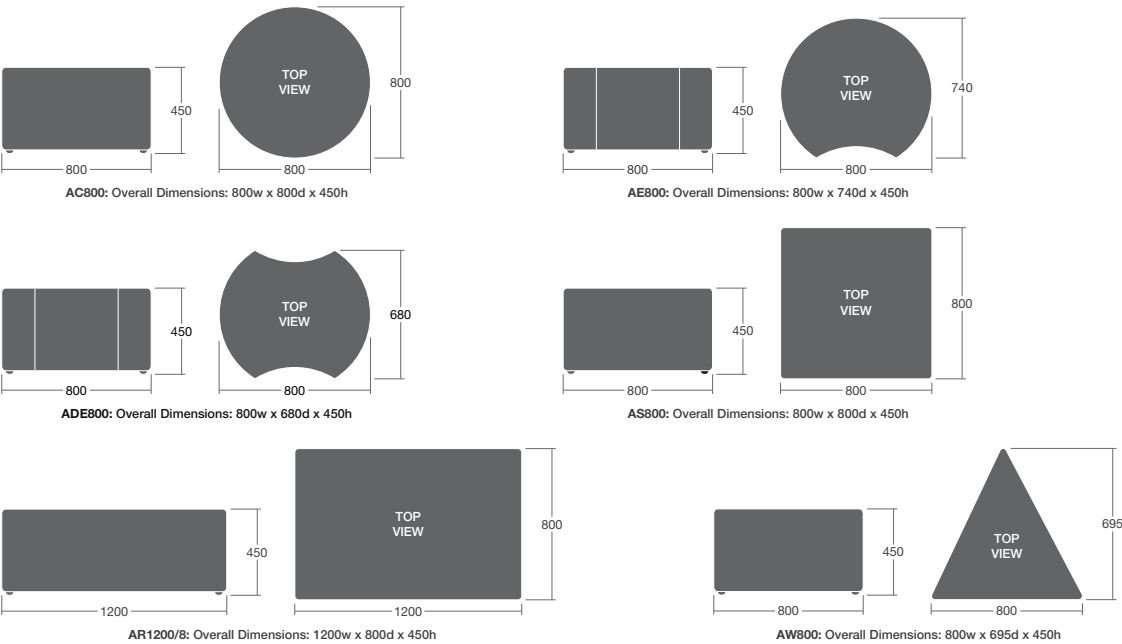 TOP
VIEW
800
450
800
800
AC800: Overall Dimensions: 800w x 800d x 450h
TOP
VIEW
740
450
800
800
AE800: Overall Dimensions: 800w x 740d x 450h
TOP
VIEW
680
450
800
800
ADE800: Overall Dimensions: 800w x 680d x 450h
TOP
VIEW
800
450
800
800
AS800: Overall Dimensions: 800w x 800d x 450h
TOP
VIEW
800
450
1200
1200
AR1200/8: Overall Dimensions: 1200w x 800d x 450h
695
TOP
VIEW
450
800
800
AW800: Overall Dimensions: 800w x 695d x 450h